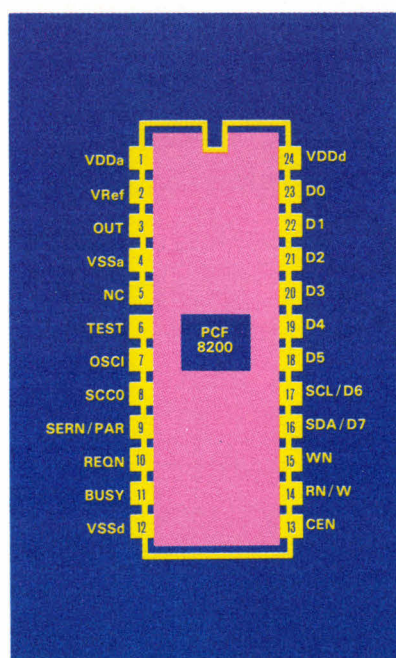 VDDa 1 24 VDDd
VRef 2 23 D0
OUT 3 22 D1
VSSa 4 21 D2
NC 5 20 D3
TEST 6 19 D4
OSCI 7 18 D5
PCF
8200
SCC0 8 17 SCL/D6
SERN/PAR 9 16 SDA/D7
REQN 10 15 WN
BUSY 11 14 RN/W
VSSd 12 13 CEN